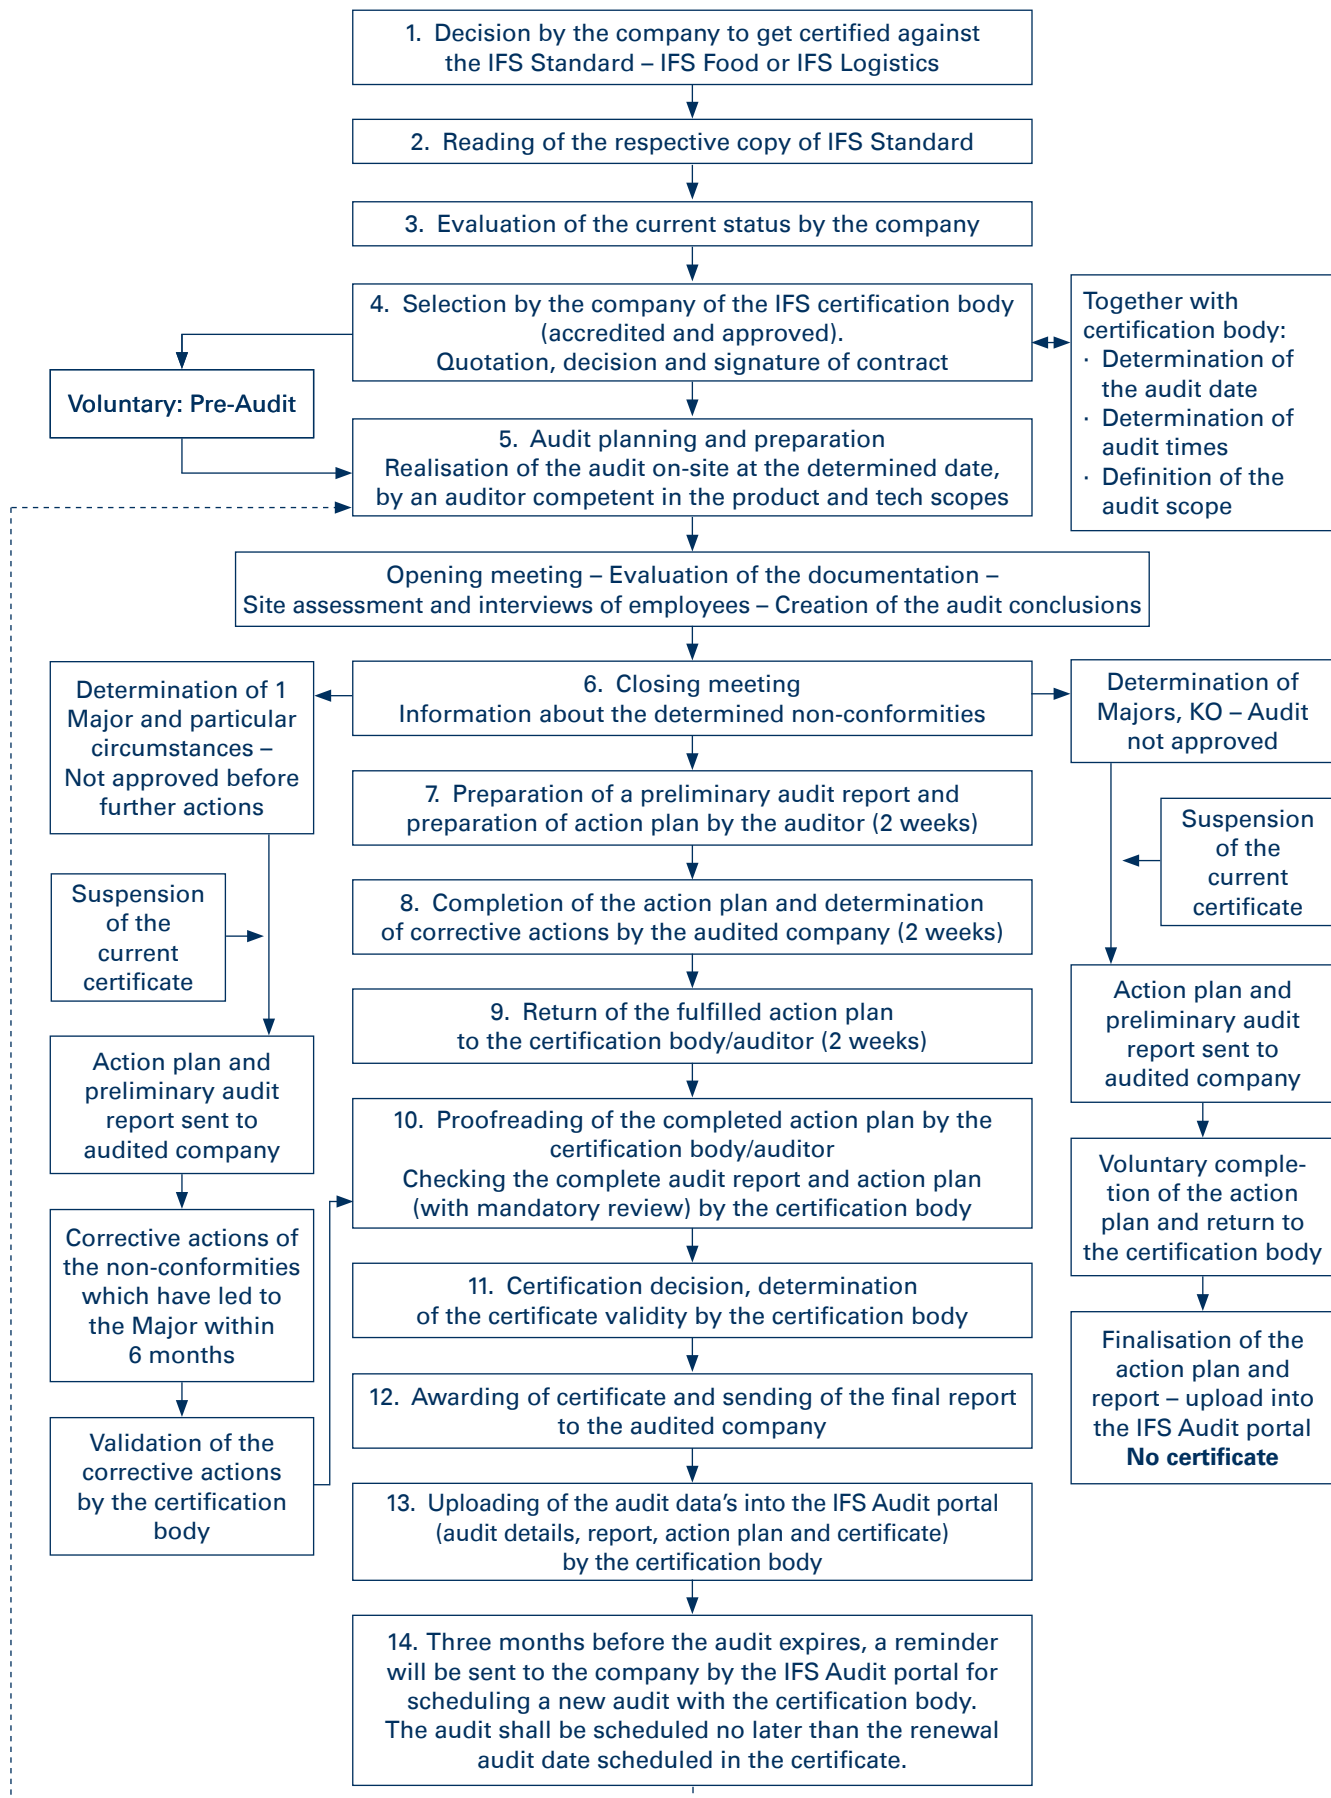 1. Decision by the company to get certified against
the IFS Standard – IFS Food or IFS Logistics
2. Reading of the respective copy of IFS Standard
3. Evaluation of the current status by the company
4. Selection by the company of the IFS certification body
(accredited and approved).
Quotation, decision and signature of contract
Together with
certification body:
· Determination of
the audit date
· Determination of
audit times
· Definition of the
audit scope
Voluntary: Pre-Audit
5. Audit planning and preparation
Realisation of the audit on-site at the determined date,
by an auditor competent in the product and tech scopes
Opening meeting – Evaluation of the documentation –
Site assessment and interviews of employees – Creation of the audit conclusions
6. Closing meeting
Information about the determined non-conformities
Determination of 1
Major and particular
circumstances –
Not approved before
further actions
Suspension
of the
current
certificate
Action plan and
preliminary audit
report sent to
audited company
Corrective actions of
the non-conformities
which have led to
the Major within
6 months
Validation of the
corrective actions
by the certification
body
Determination of
Majors, KO – Audit
not approved
Suspension
of the
current
certificate
Action plan and
preliminary audit
report sent to
audited company
Voluntary comple-
tion of the action
plan and return to
the certification body
Finalisation of the
action plan and
report – upload into
the IFS Audit portal
No certificate
7. Preparation of a preliminary audit report and
preparation of action plan by the auditor (2 weeks)
8. Completion of the action plan and determination
of corrective actions by the audited company (2 weeks)
9. Return of the fulfilled action plan
to the certification body/auditor (2 weeks)
10. Proofreading of the completed action plan by the
certification body/auditor
Checking the complete audit report and action plan
(with mandatory review) by the certification body
11. Certification decision, determination
of the certificate validity by the certification body
12. Awarding of certificate and sending of the final report
to the audited company
13. Uploading of the audit data's into the IFS Audit portal
(audit details, report, action plan and certificate)
by the certification body
14. Three months before the audit expires, a reminder
will be sent to the company by the IFS Audit portal for
scheduling a new audit with the certification body.
The audit shall be scheduled no later than the renewal
audit date scheduled in the certificate.